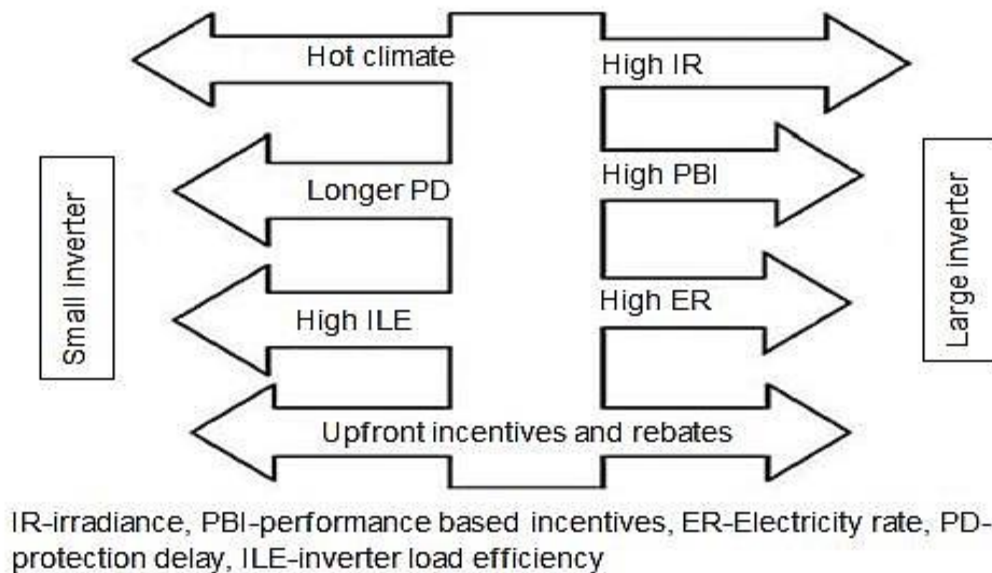 Hot climate
High IR
Longer PD
High PBI
Small inverter
Large inverter
High ILE
High ER
Upfront incentives and rebates
IR-irradiance, PBI-performance based incentives, ER-Electricity rate, PD-
protection delay, ILE-inverter load efficiency